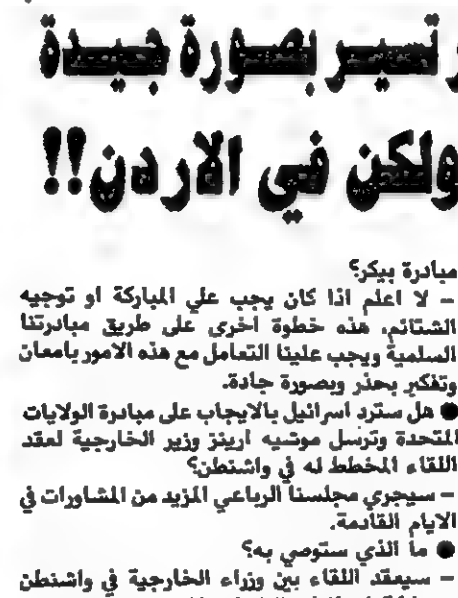 تسير بصورة جيدة
ولكن في الاردن!!
مبادرة بيكر؟
– لا اعلم اذا كان يجب علي المباركة او توجيه
الشتائم، هذه خطوة اخرى على طريق مبادرتنا
السلمية ويجب علينا التعامل مع هذه الامور بامعان
وتفكير بحذر وبصورة جادة.
● هل سترد اسرائيل بالايجاب على مبادرة الولايات
المتحدة وترسل موشيه ارينز وزير الخارجية لعقد
اللقاء المخطط له في واشنطن؟
– سيجري مجلسنا الرباعي المزيد من المشاورات في
الايام القادمة.
● ما الذي ستوصي به؟
– سيعقد اللقاء بين وزراء الخارجية في واشنطن